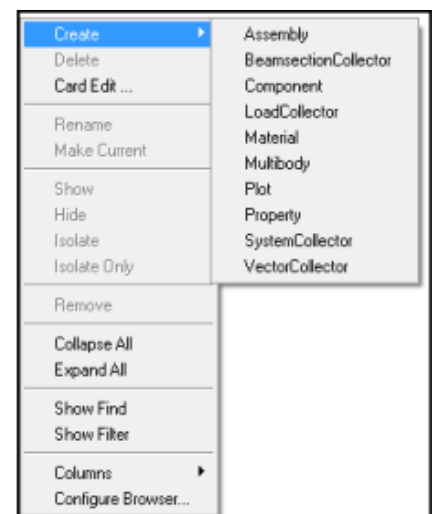 Create
Delete
Card Edit ...
Rename
Make Current
Show
Hide
Isolate
Isolate Only
Remove
Collapse All
Expand All
Show Find
Show Filter
Columns
Configure Browser...
Assembly
BeamsectionCollector
Component
LoadCollector
Material
Multibody
Plot
Property
SystemCollector
VectorCollector